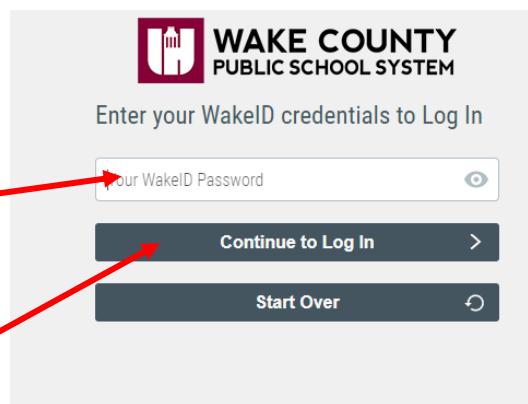 WAKE COUNTY
PUBLIC SCHOOL SYSTEM
Enter your WakeID credentials to Log In
Your WakeID Password
Continue to Log In
Start Over